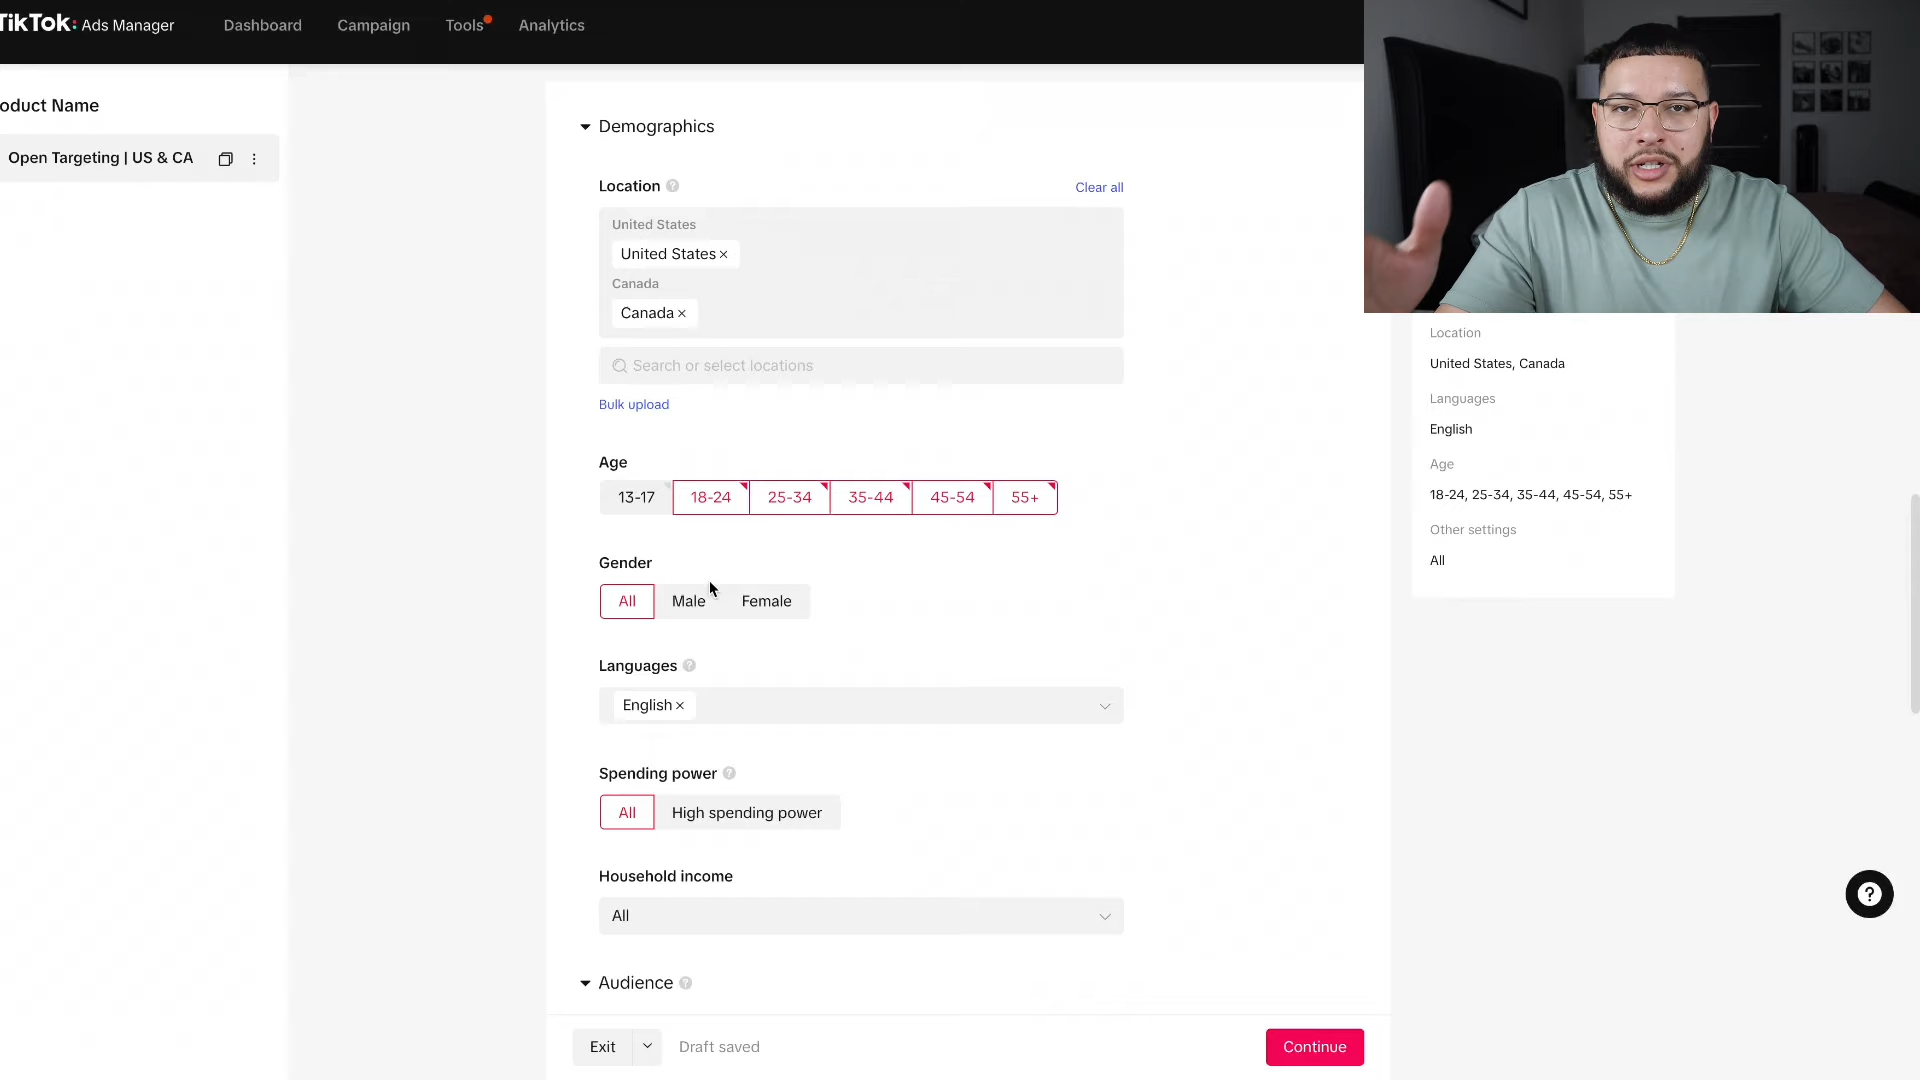 TikTok: Ads Manager
Dashboard
Campaign
Tools
Analytics
oduct Name
Open Targeting | US & CA
Demographics
Location ?
Clear all
United States
United States ×
Canada
Canada ×
Search or select locations
Bulk upload
Age
13-17 18-24 25-34 35-44 45-54 55+
Gender
All Male Female
Languages ?
English ×
Spending power ?
All High spending power
Household income
All
Audience ?
Exit
Draft saved
Continue
Location
United States, Canada
Languages
English
Age
18-24, 25-34, 35-44, 45-54, 55+
Other settings
All
?